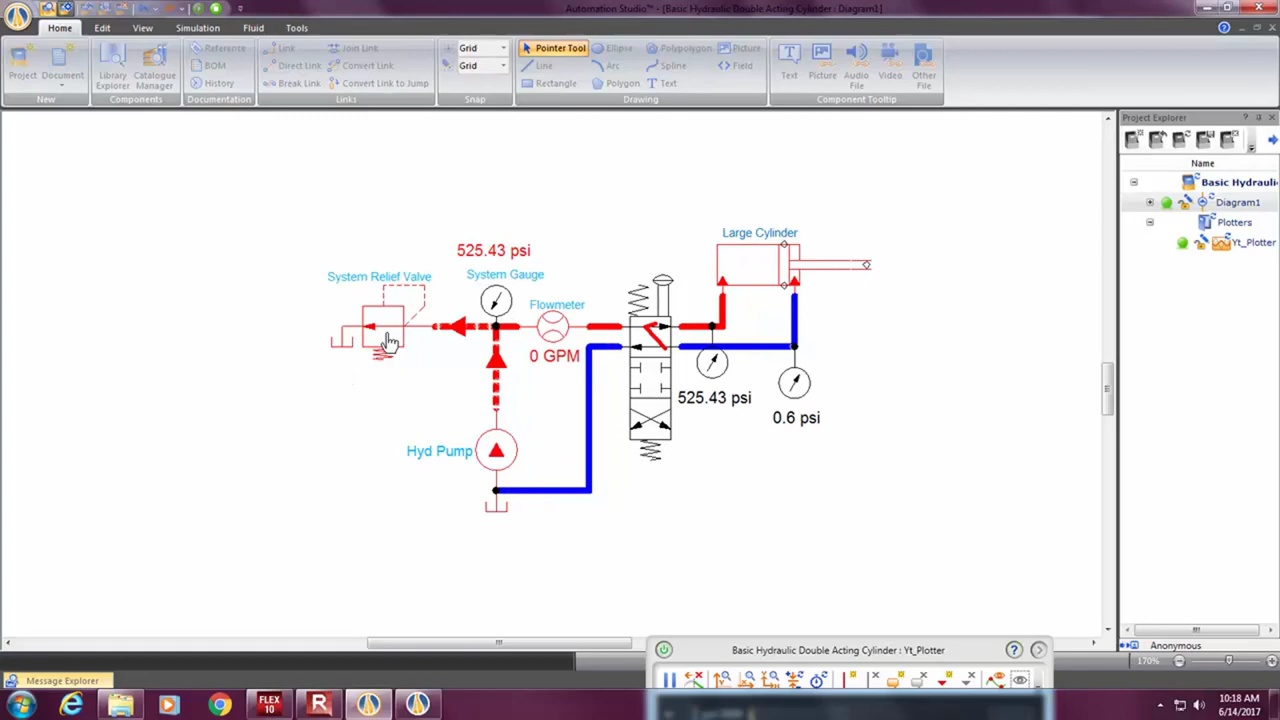 Automation Studio™ - [Basic Hydraulic Double Acting Cylinder : Diagram1]
Home
Edit
View
Simulation
Fluid
Tools
Project
Document
New
Library Explorer
Catalogue Manager
Components
Reference
BOM
History
Documentation
Link
Join Link
Direct Link
Convert Link
Break Link
Convert Link to Jump
Links
Grid
Grid
Snap
Pointer Tool
Ellipse
Polypolygon
Picture
Line
Arc
Spline
Field
Rectangle
Polygon
Text
Drawing
Text
Picture
Audio File
Video
Other File
Component Tooltip
Project Explorer
Name
Basic Hydrauli
Diagram1
Plotters
Yt_Plotter
Large Cylinder
525.43 psi
System Relief Valve
System Gauge
Flowmeter
0 GPM
525.43 psi
0.6 psi
Hyd Pump
Anonymous
170%
Basic Hydraulic Double Acting Cylinder : Yt_Plotter
Message Explorer
FLEX 10
R
10:18 AM
6/14/2017